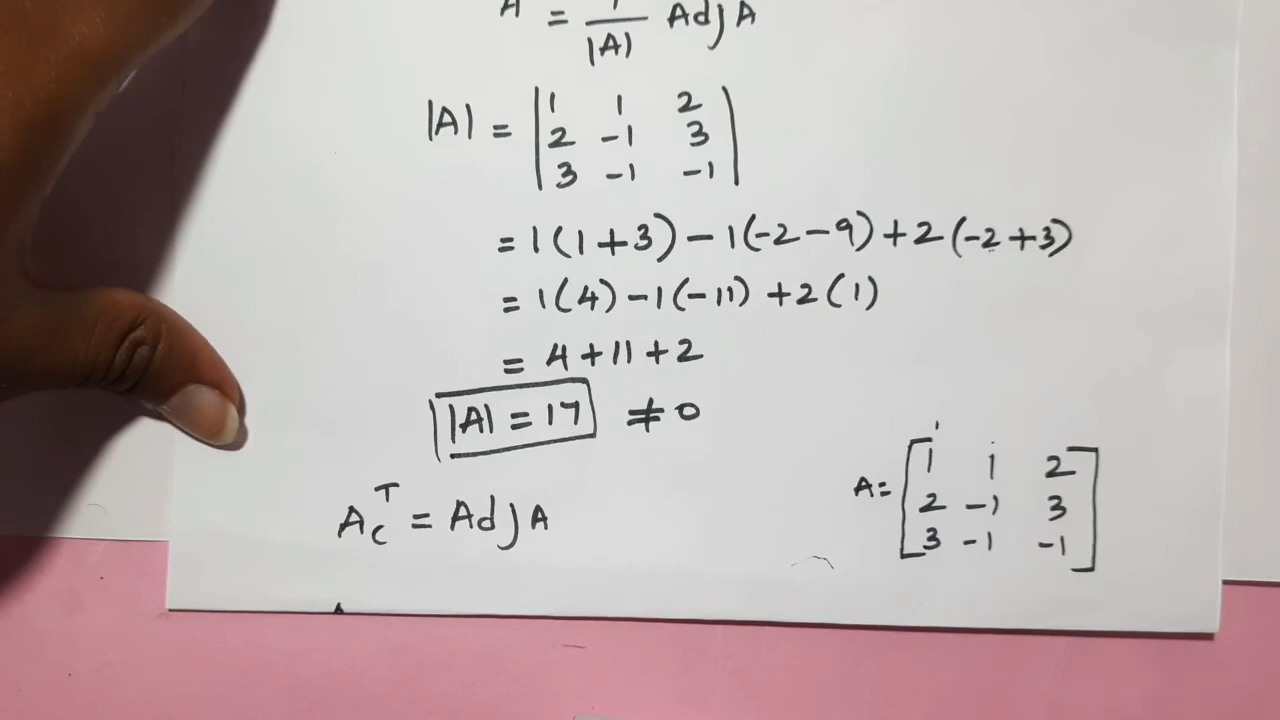 A = 1/|A| Adj A
|A| = | 1 1 2 |
| 2 -1 3 |
| 3 -1 -1 |
= 1(1+3) - 1(-2-9) + 2(-2+3)
= 1(4) - 1(-11) + 2(1)
= 4 + 11 + 2
|A| = 17 ≠ 0
A_C^T = Adj A
A = [ 1 1 2 ]
[ 2 -1 3 ]
[ 3 -1 -1 ]